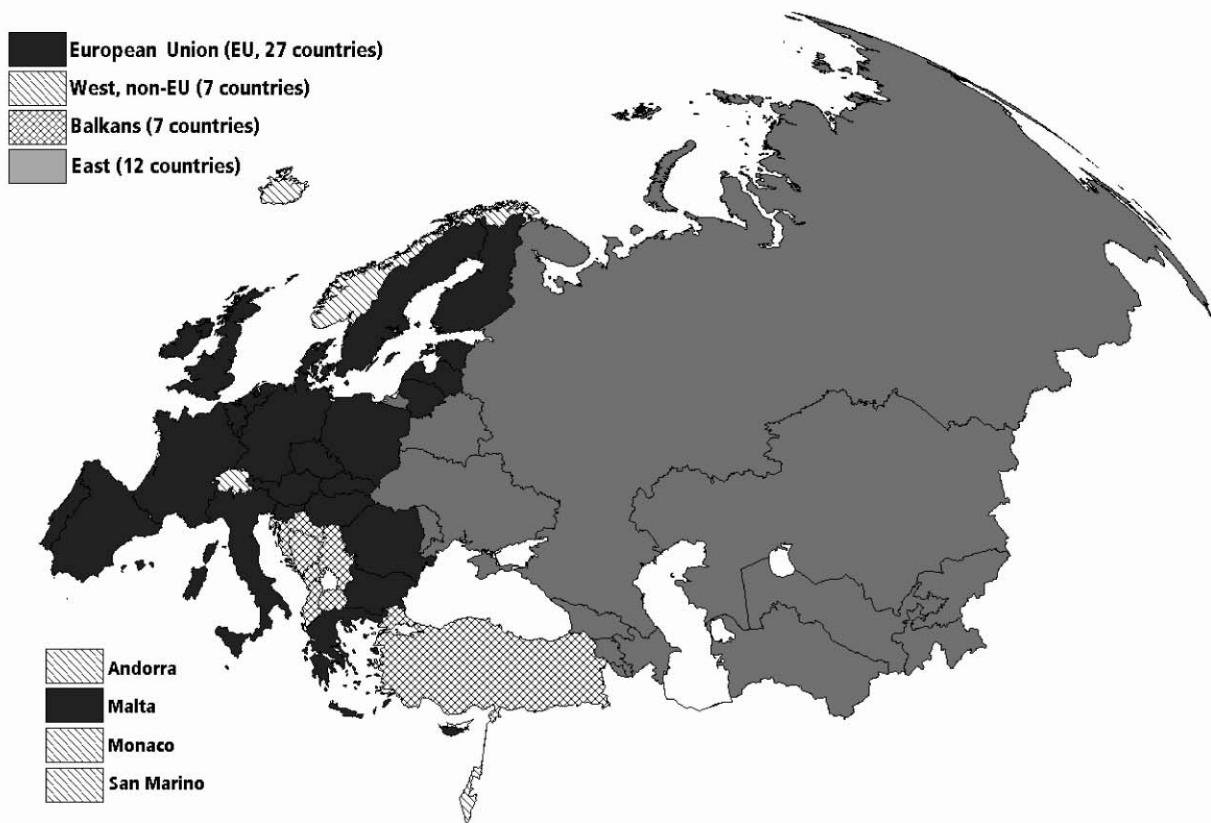 European Union (EU, 27 countries)
West, non-EU (7 countries)
Balkans (7 countries)
East (12 countries)
Andorra
Malta
Monaco
San Marino